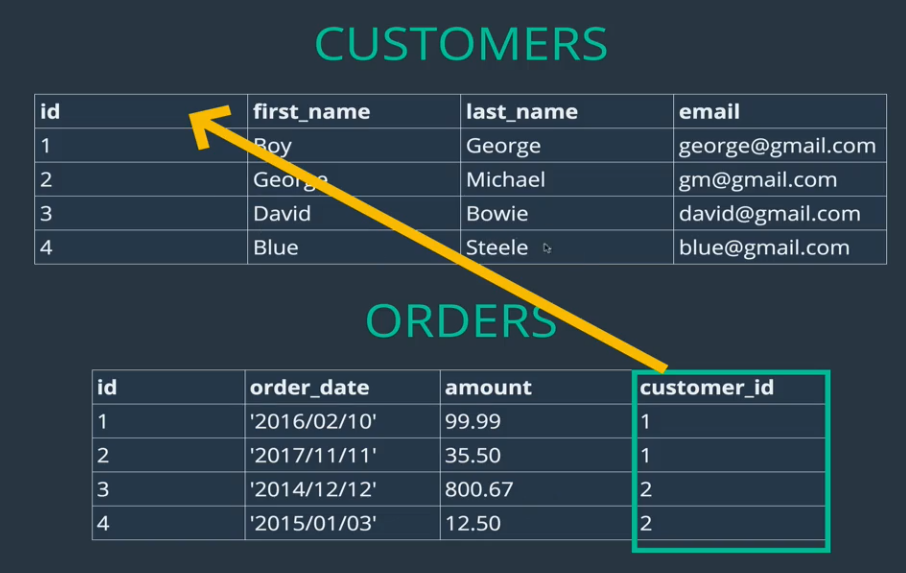 CUSTOMERS
id first_name last_name email
1 Boy George george@gmail.com
2 George Michael gm@gmail.com
3 David Bowie david@gmail.com
4 Blue Steele blue@gmail.com
ORDERS
id order_date amount customer_id
1 '2016/02/10' 99.99 1
2 '2017/11/11' 35.50 1
3 '2014/12/12' 800.67 2
4 '2015/01/03' 12.50 2